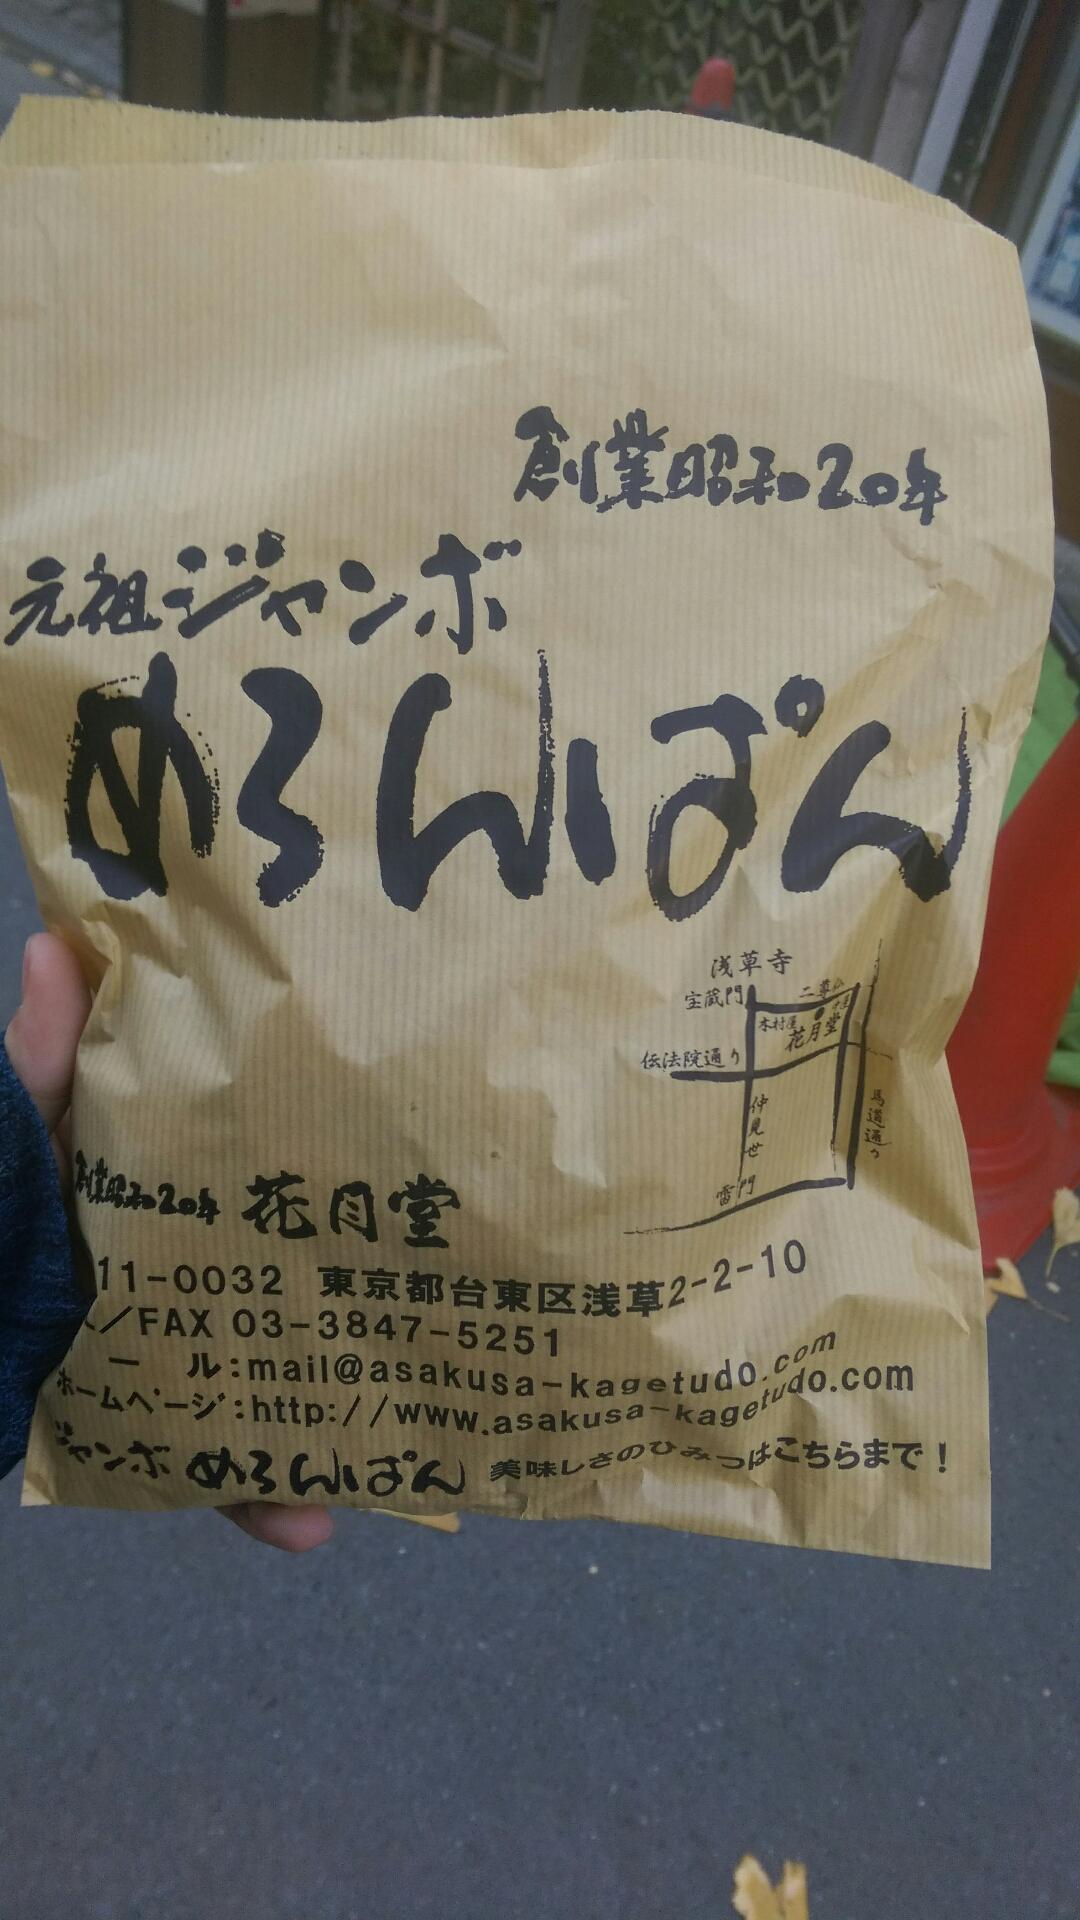 創業昭和20年
元祖ジャンボ
めろんぱん
浅草寺
宝蔵門
二尊仏
木村屋
花月堂
伝法院通り
仲見世
馬道通り
雷門
創業昭和20年 花月堂
11-0032 東京都台東区浅草2-2-10
/FAX 03-3847-5251
ール:mail@asakusa-kagetudo.com
ホームページ:http://www.asakusa-kagetudo.com
ジャンボ めろんぱん 美味しさのひみつはこちらまで!